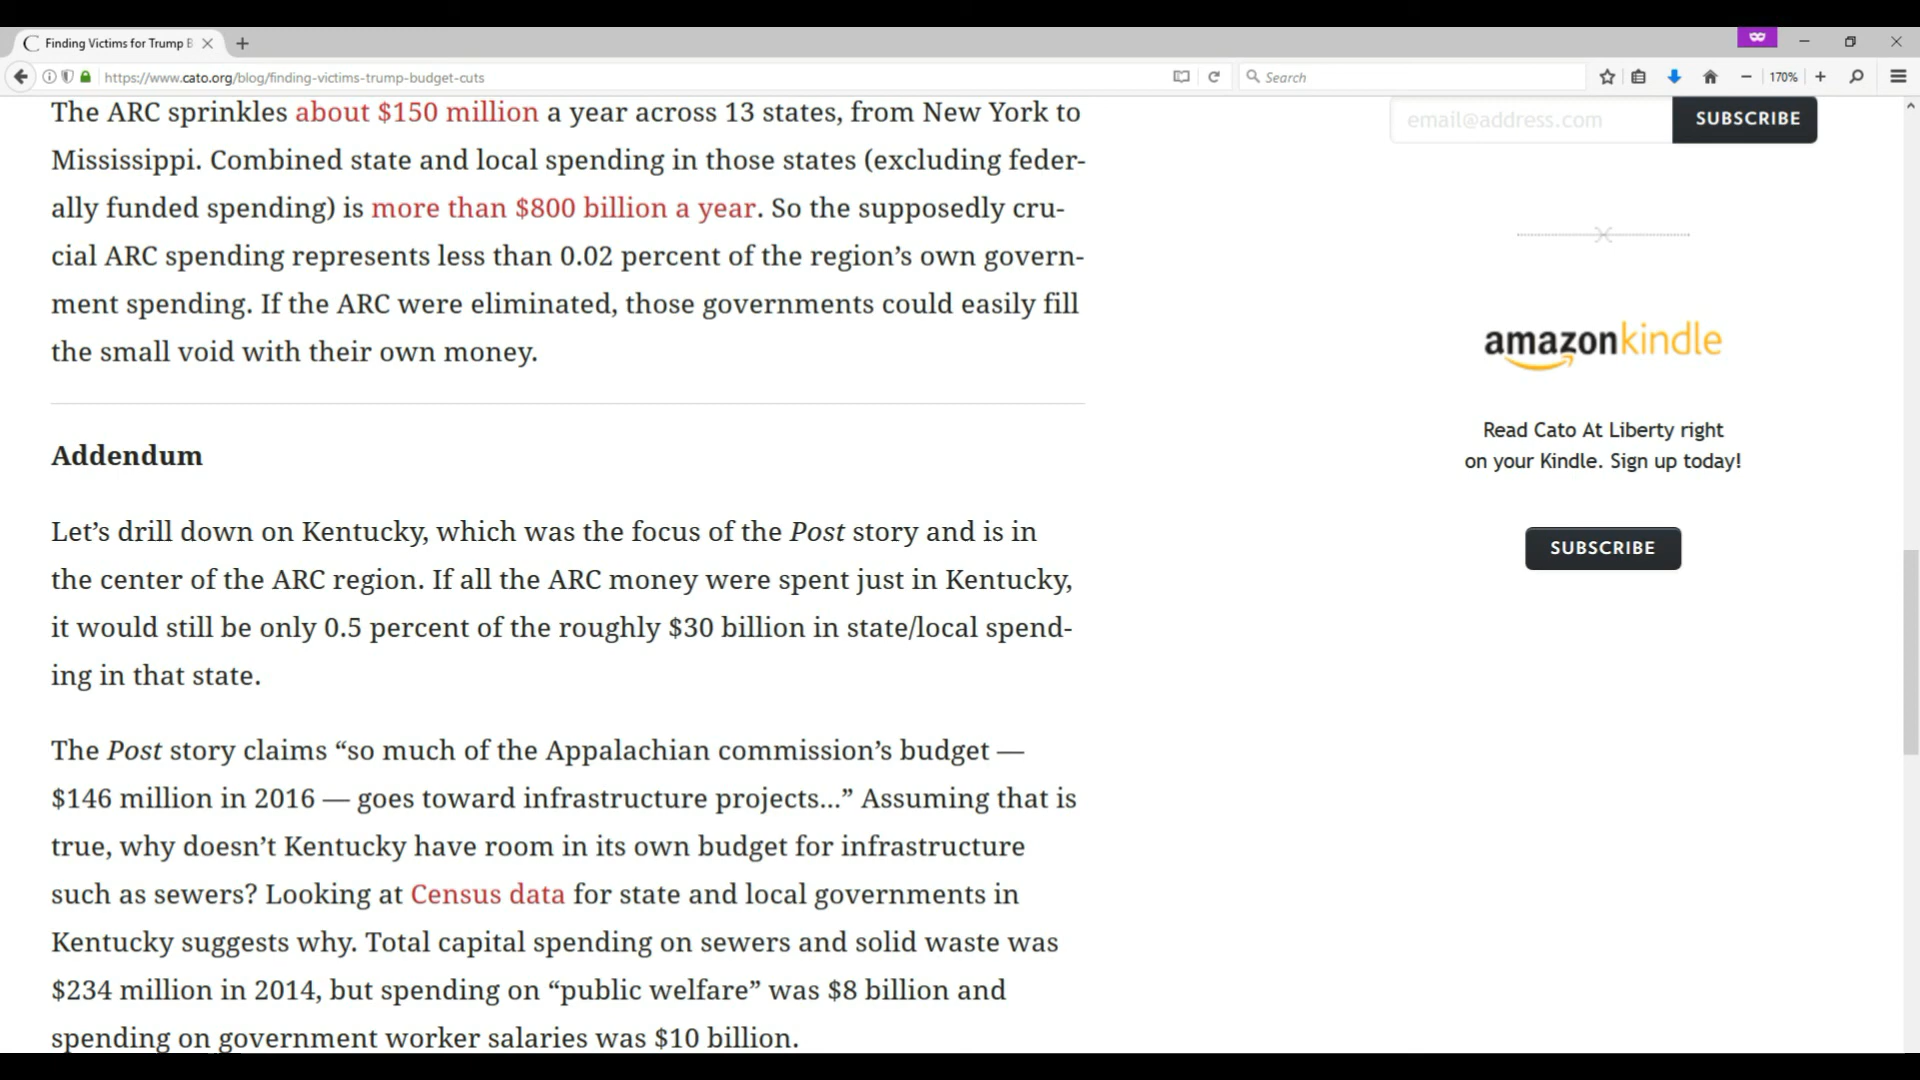 Finding Victims for Trump B
https://www.cato.org/blog/finding-victims-trump-budget-cuts
Search
170%
The ARC sprinkles about $150 million a year across 13 states, from New York to
Mississippi. Combined state and local spending in those states (excluding feder-
ally funded spending) is more than $800 billion a year. So the supposedly cru-
cial ARC spending represents less than 0.02 percent of the region’s own govern-
ment spending. If the ARC were eliminated, those governments could easily fill
the small void with their own money.
Addendum
Let’s drill down on Kentucky, which was the focus of the Post story and is in
the center of the ARC region. If all the ARC money were spent just in Kentucky,
it would still be only 0.5 percent of the roughly $30 billion in state/local spend-
ing in that state.
The Post story claims “so much of the Appalachian commission’s budget —
$146 million in 2016 — goes toward infrastructure projects...” Assuming that is
true, why doesn’t Kentucky have room in its own budget for infrastructure
such as sewers? Looking at Census data for state and local governments in
Kentucky suggests why. Total capital spending on sewers and solid waste was
$234 million in 2014, but spending on “public welfare” was $8 billion and
spending on government worker salaries was $10 billion.
email@address.com
SUBSCRIBE
amazonkindle
Read Cato At Liberty right
on your Kindle. Sign up today!
SUBSCRIBE